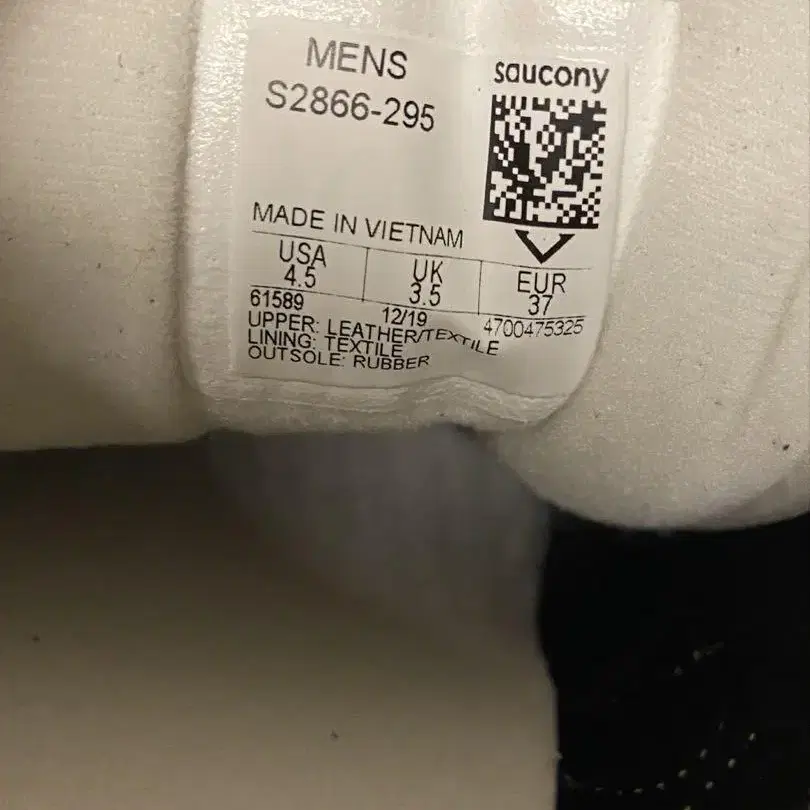 MENS
S2866-295
saucony
MADE IN VIETNAM
USA UK EUR
4.5 3.5 37
61589 12/19 4700475325
UPPER: LEATHER/TEXTILE
LINING: TEXTILE
OUTSOLE: RUBBER